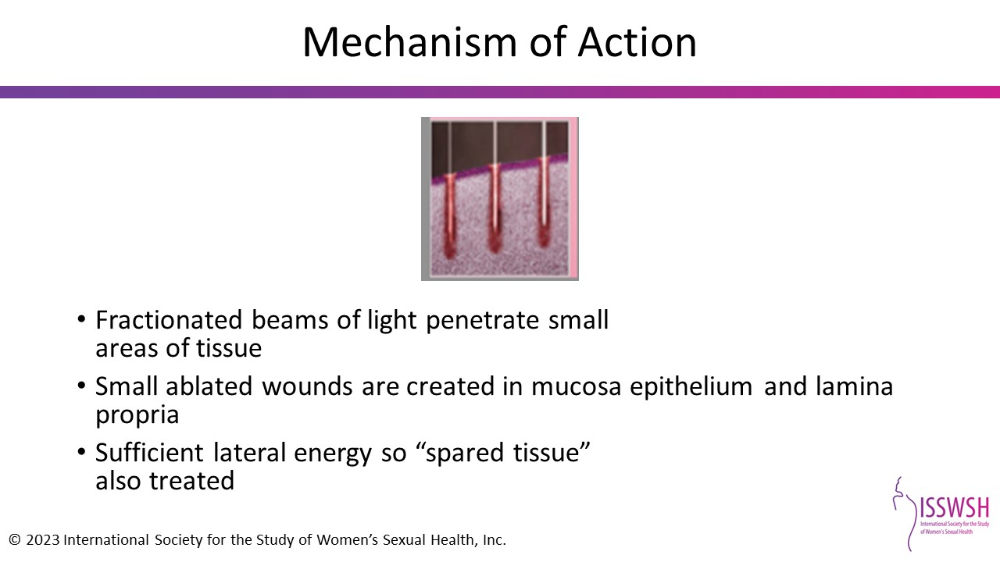 Mechanism of Action
• Fractionated beams of light penetrate small
areas of tissue
• Small ablated wounds are created in mucosa epithelium and lamina
propria
• Sufficient lateral energy so “spared tissue”
also treated
ISSWSH
International Society for the Study
of Women's Sexual Health
© 2023 International Society for the Study of Women’s Sexual Health, Inc.